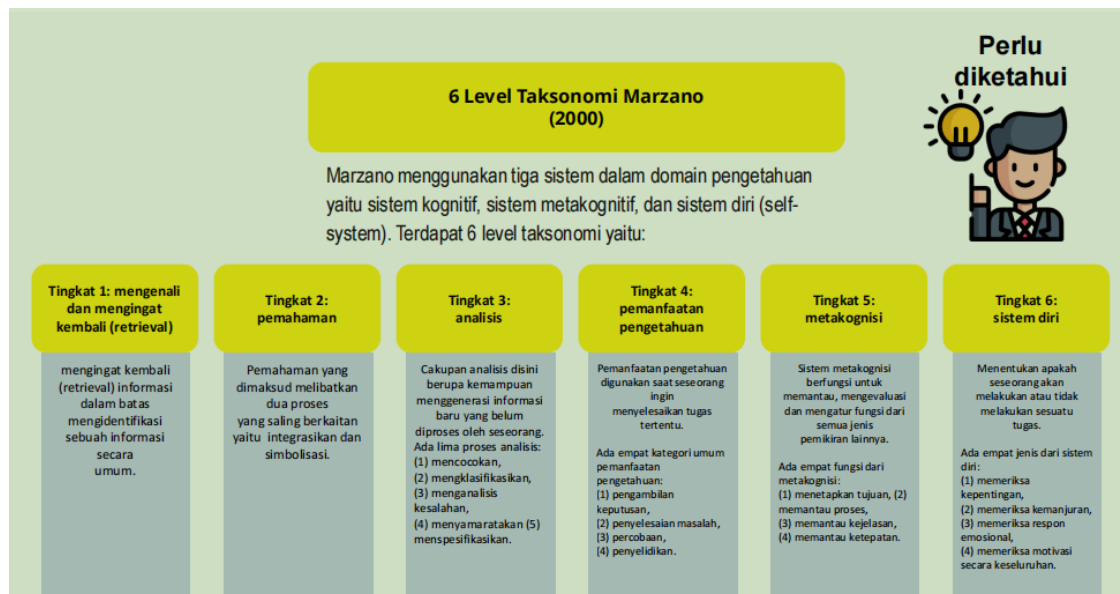 Perlu
diketahui
6 Level Taksonomi Marzano
(2000)
Marzano menggunakan tiga sistem dalam domain pengetahuan
yaitu sistem kognitif, sistem metakognitif, dan sistem diri (self-
system). Terdapat 6 level taksonomi yaitu:
Tingkat 1: mengenali
dan mengingat
kembali (retrieval)
mengingat kembali
(retrieval) informasi
dalam batas
mengidentifikasi
sebuah informasi
secara
umum.
Tingkat 2:
pemahaman
Pemahaman yang
dimaksud melibatkan
dua proses
yang saling berkaitan
yaitu integrasikan dan
simbolisasi.
Tingkat 3:
analisis
Cakupan analisis disini
berupa kemampuan
menggenerasi informasi
baru yang belum
diproses oleh seseorang.
Ada lima proses analisis:
(1) mencocokan,
(2) mengklasifikasikan,
(3) menganalisis
kesalahan,
(4) menyamaratakan (5)
menspesifikasikan.
Tingkat 4:
pemanfaatan
pengetahuan
Pemanfaatan pengetahuan
digunakan saat seseorang
ingin
menyelesaikan tugas
tertentu.
Ada empat kategori umum
pemanfaatan
pengetahuan:
(1) pengambilan
keputusan,
(2) penyelesaian masalah,
(3) percobaan,
(4) penyelidikan.
Tingkat 5:
metakognisi
Sistem metakognisi
berfungsi untuk
memantau, mengevaluasi
dan mengatur fungsi dari
semua jenis
pemikiran lainnya.
Ada empat fungsi dari
metakognisi:
(1) menetapkan tujuan, (2)
memantau proses,
(3) memantau kejelasan,
(4) memantau ketepatan.
Tingkat 6:
sistem diri
Menentukan apakah
seseorang akan
melakukan atau tidak
melakukan sesuatu
tugas.
Ada empat jenis dari sistem
diri:
(1) memeriksa
kepentingan,
(2) memeriksa kemanjuran,
(3) memeriksa respon
emosional,
(4) memeriksa motivasi
secara keseluruhan.